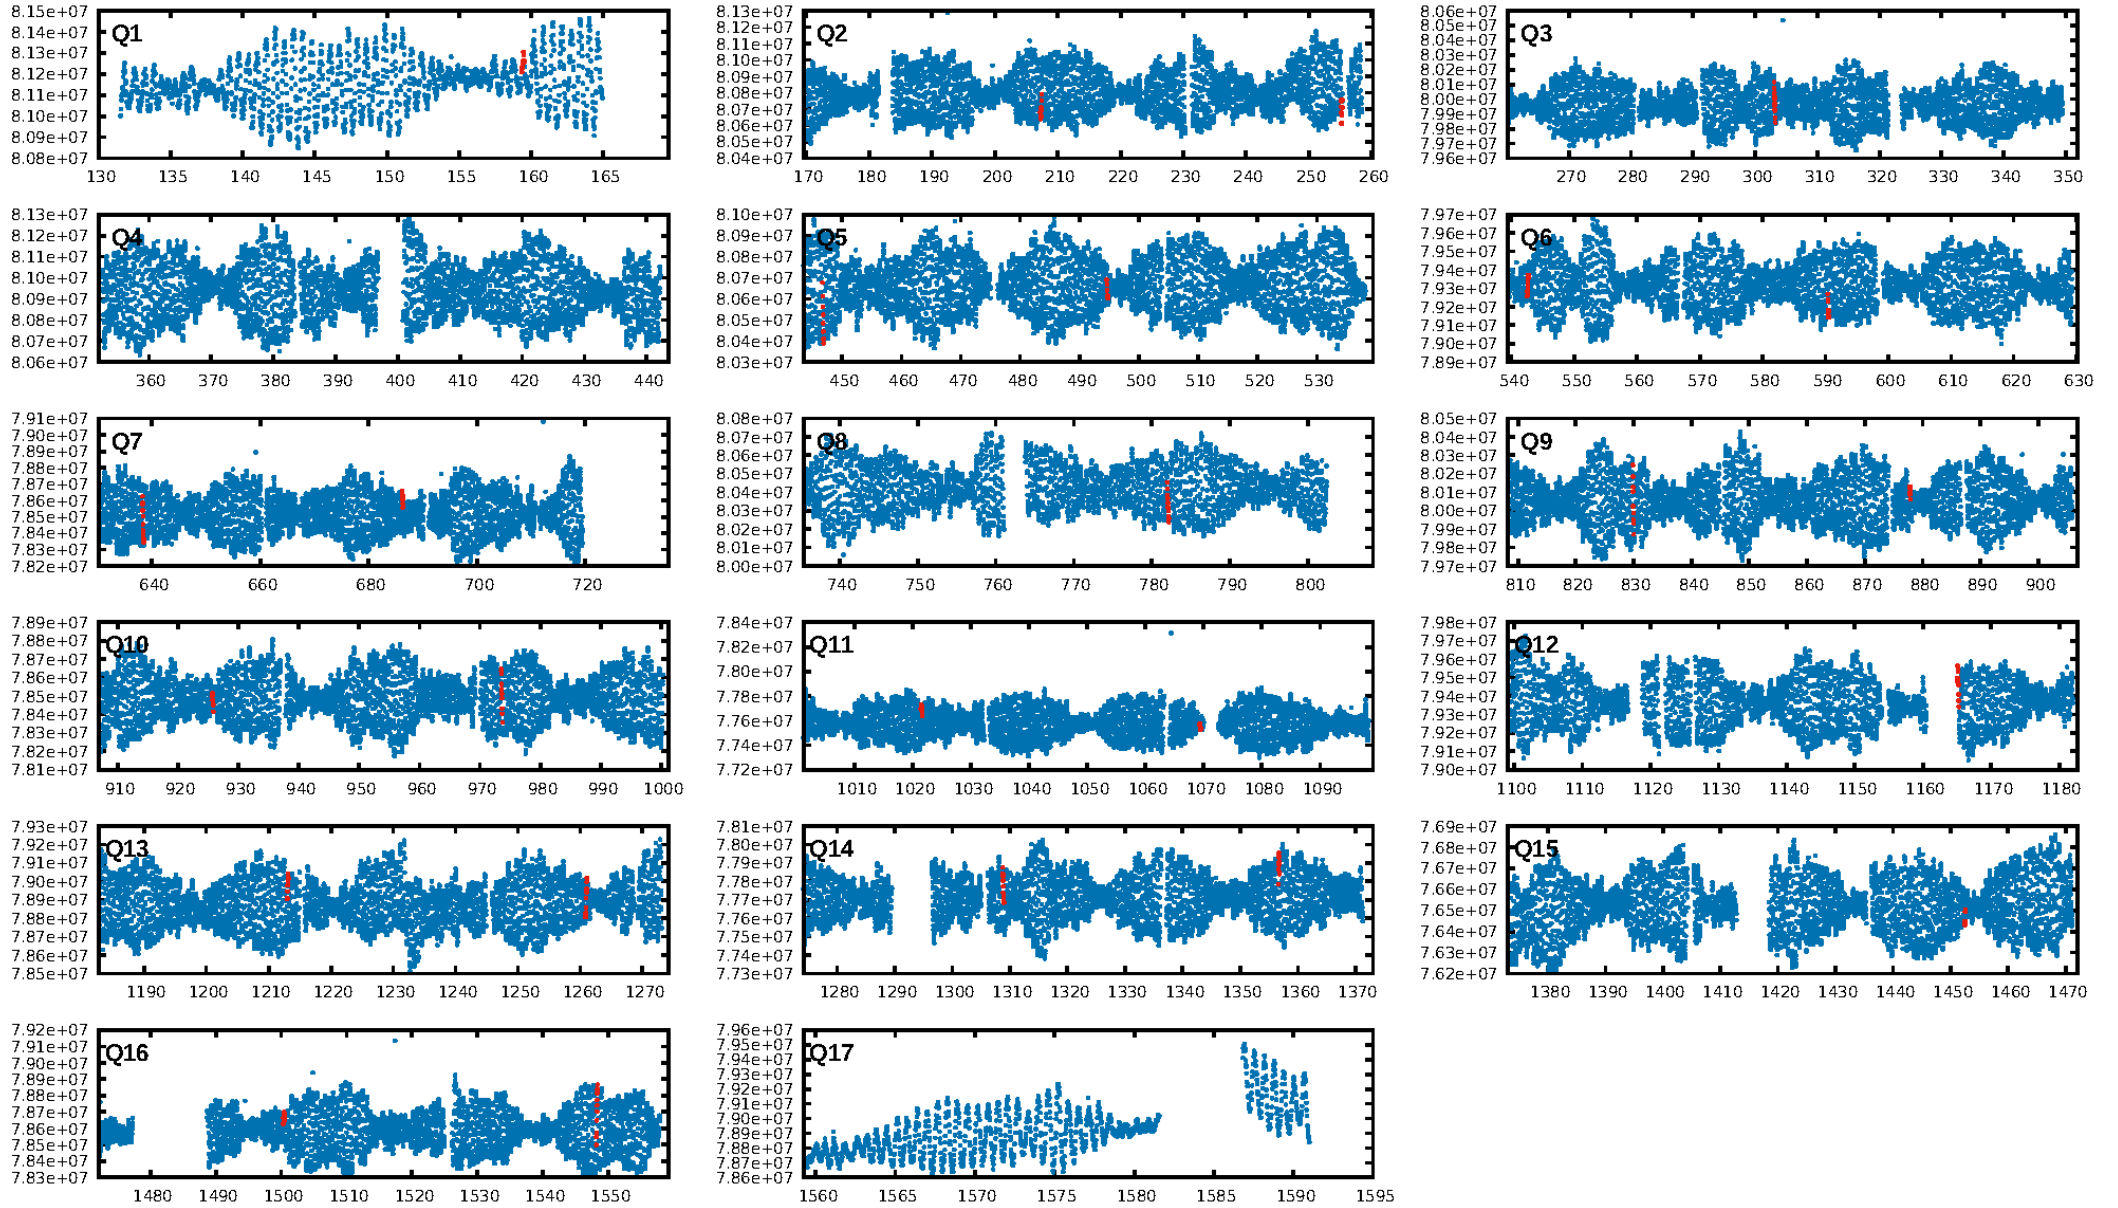 8.15e+07
8.14e+07
8.13e+07
8.12e+07
8.11e+07
8.10e+07
8.09e+07
8.08e+07
Q1
130 135 140 145 150 155 160 165
8.13e+07
8.12e+07
8.11e+07
8.10e+07
8.09e+07
8.08e+07
8.07e+07
8.06e+07
8.05e+07
8.04e+07
Q2
170 180 190 200 210 220 230 240 250 260
8.06e+07
8.05e+07
8.04e+07
8.03e+07
8.02e+07
8.01e+07
8.00e+07
7.99e+07
7.98e+07
7.97e+07
7.96e+07
Q3
270 280 290 300 310 320 330 340 350
8.13e+07
8.12e+07
8.11e+07
8.10e+07
8.09e+07
8.08e+07
8.07e+07
8.06e+07
Q4
360 370 380 390 400 410 420 430 440
8.10e+07
8.09e+07
8.08e+07
8.07e+07
8.06e+07
8.05e+07
8.04e+07
8.03e+07
Q5
450 460 470 480 490 500 510 520 530
7.97e+07
7.96e+07
7.95e+07
7.94e+07
7.93e+07
7.92e+07
7.91e+07
7.90e+07
7.89e+07
Q6
540 550 560 570 580 590 600 610 620 630
7.91e+07
7.90e+07
7.89e+07
7.88e+07
7.87e+07
7.86e+07
7.85e+07
7.84e+07
7.83e+07
7.82e+07
Q7
640 660 680 700 720
8.08e+07
8.07e+07
8.06e+07
8.05e+07
8.04e+07
8.03e+07
8.02e+07
8.01e+07
8.00e+07
Q8
740 750 760 770 780 790 800
8.05e+07
8.04e+07
8.03e+07
8.02e+07
8.01e+07
8.00e+07
7.99e+07
7.98e+07
7.97e+07
Q9
810 820 830 840 850 860 870 880 890 900
7.89e+07
7.88e+07
7.87e+07
7.86e+07
7.85e+07
7.84e+07
7.83e+07
7.82e+07
7.81e+07
Q10
910 920 930 940 950 960 970 980 990 1000
7.84e+07
7.82e+07
7.80e+07
7.78e+07
7.76e+07
7.74e+07
7.72e+07
Q11
1010 1020 1030 1040 1050 1060 1070 1080 1090
7.98e+07
7.97e+07
7.96e+07
7.95e+07
7.94e+07
7.93e+07
7.92e+07
7.91e+07
7.90e+07
Q12
1100 1110 1120 1130 1140 1150 1160 1170 1180
7.93e+07
7.92e+07
7.91e+07
7.90e+07
7.89e+07
7.88e+07
7.87e+07
7.86e+07
7.85e+07
Q13
1190 1200 1210 1220 1230 1240 1250 1260 1270
7.81e+07
7.80e+07
7.79e+07
7.78e+07
7.77e+07
7.76e+07
7.75e+07
7.74e+07
7.73e+07
Q14
1280 1290 1300 1310 1320 1330 1340 1350 1360 1370
7.69e+07
7.68e+07
7.67e+07
7.66e+07
7.65e+07
7.64e+07
7.63e+07
7.62e+07
Q15
1380 1390 1400 1410 1420 1430 1440 1450 1460 1470
7.92e+07
7.91e+07
7.90e+07
7.89e+07
7.88e+07
7.87e+07
7.86e+07
7.85e+07
7.84e+07
7.83e+07
Q16
1480 1490 1500 1510 1520 1530 1540 1550
7.96e+07
7.95e+07
7.94e+07
7.93e+07
7.92e+07
7.91e+07
7.90e+07
7.89e+07
7.88e+07
7.87e+07
7.86e+07
Q17
1560 1565 1570 1575 1580 1585 1590 1595